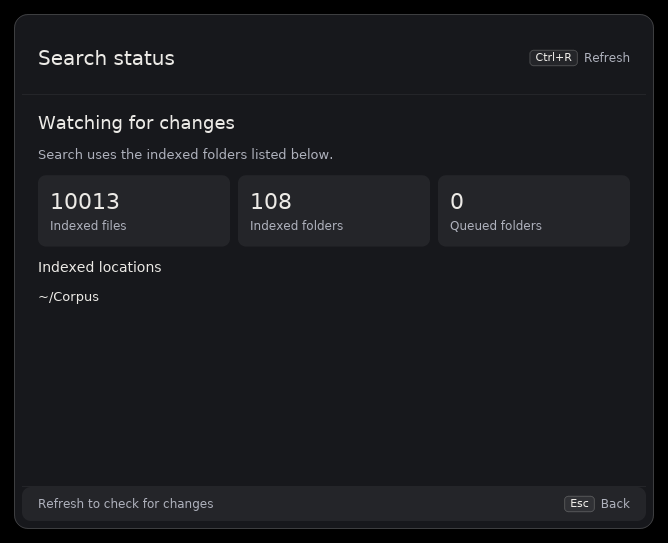 Search status
Ctrl+R Refresh
Watching for changes
Search uses the indexed folders listed below.
10013
Indexed files
108
Indexed folders
0
Queued folders
Indexed locations
~/Corpus
Refresh to check for changes
Esc Back